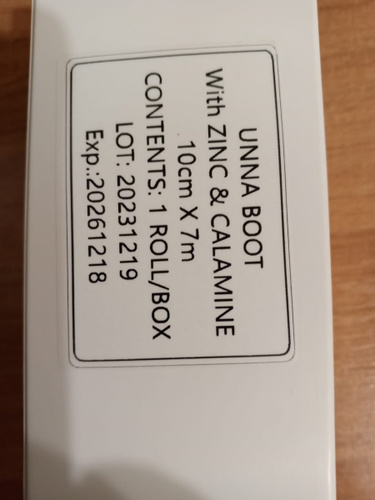 UNNA BOOT
With ZINC & CALAMINE
10cm X 7m
CONTENTS: 1 ROLL/BOX
LOT: 20231219
Exp.:20261218